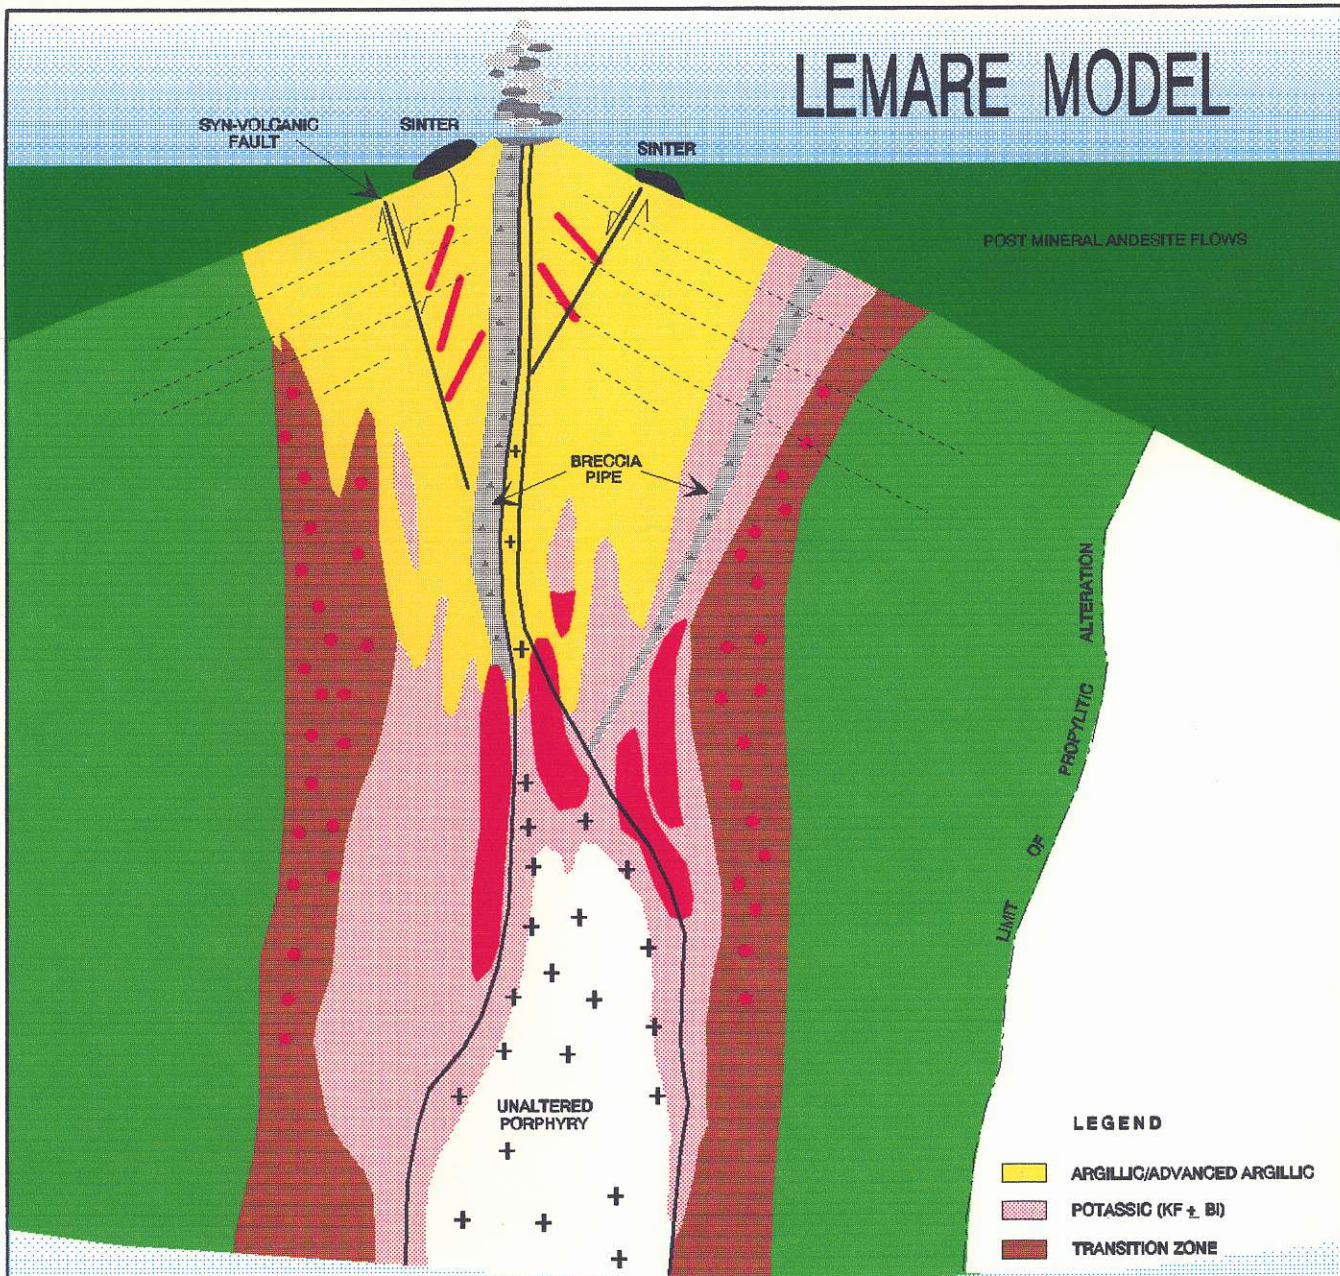 LEMARE MODEL
SYN-VOLCANIC
FAULT
SINTER
SINTER
POST MINERAL ANDESITE FLOWS
BRECCIA
PIPE
LIMIT OF PROPYLITIC ALTERATION
UNALTERED
PORPHYRY
LEGEND
ARGILLIC/ADVANCED ARGILLIC
POTASSIC (KF ± BI)
TRANSITION ZONE